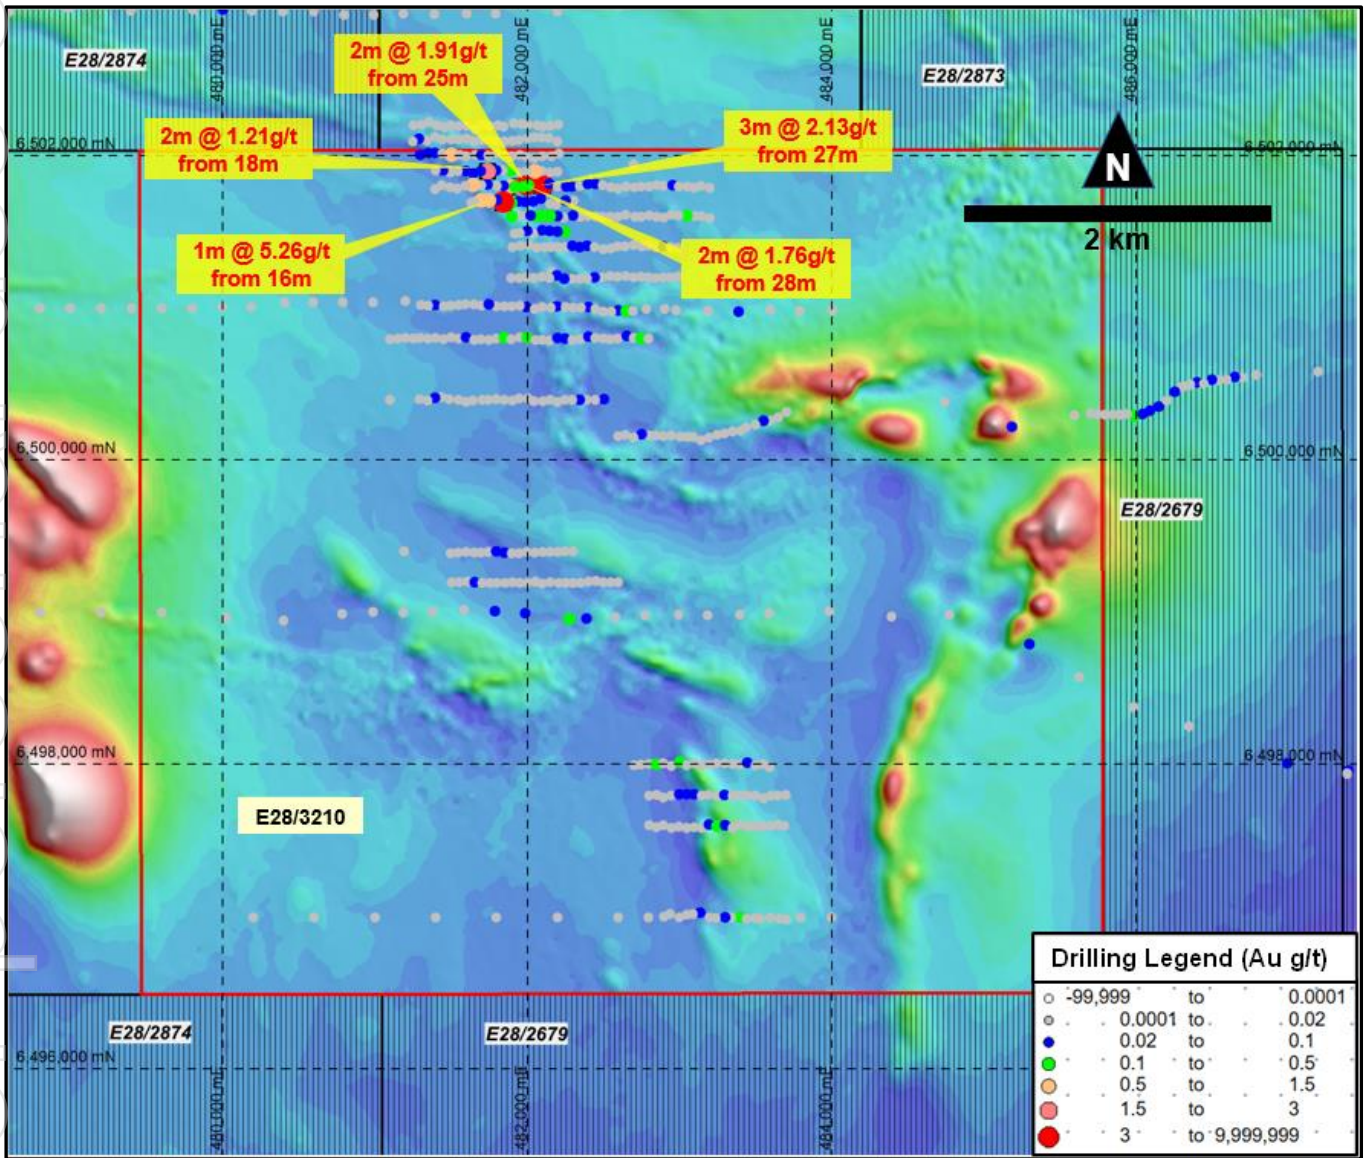 480,000 mE
482,000 mE
484,000 mE
486,000 mE
E28/2874
2m @ 1.91g/t
from 25m
E28/2873
2m @ 1.21g/t
from 18m
3m @ 2.13g/t
from 27m
6,502,000 mN
6,502,000 mN
N
2 km
1m @ 5.26g/t
from 16m
2m @ 1.76g/t
from 28m
6,500,000 mN
6,500,000 mN
E28/2679
6,498,000 mN
6,498,000 mN
E28/3210
Drilling Legend (Au g/t)
-99,999 to 0.0001
0.0001 to 0.02
0.02 to 0.1
0.1 to 0.5
0.5 to 1.5
1.5 to 3
3 to 9,999,999
E28/2874
E28/2679
6,496,000 mN
480,000 mE
482,000 mE
484,000 mE